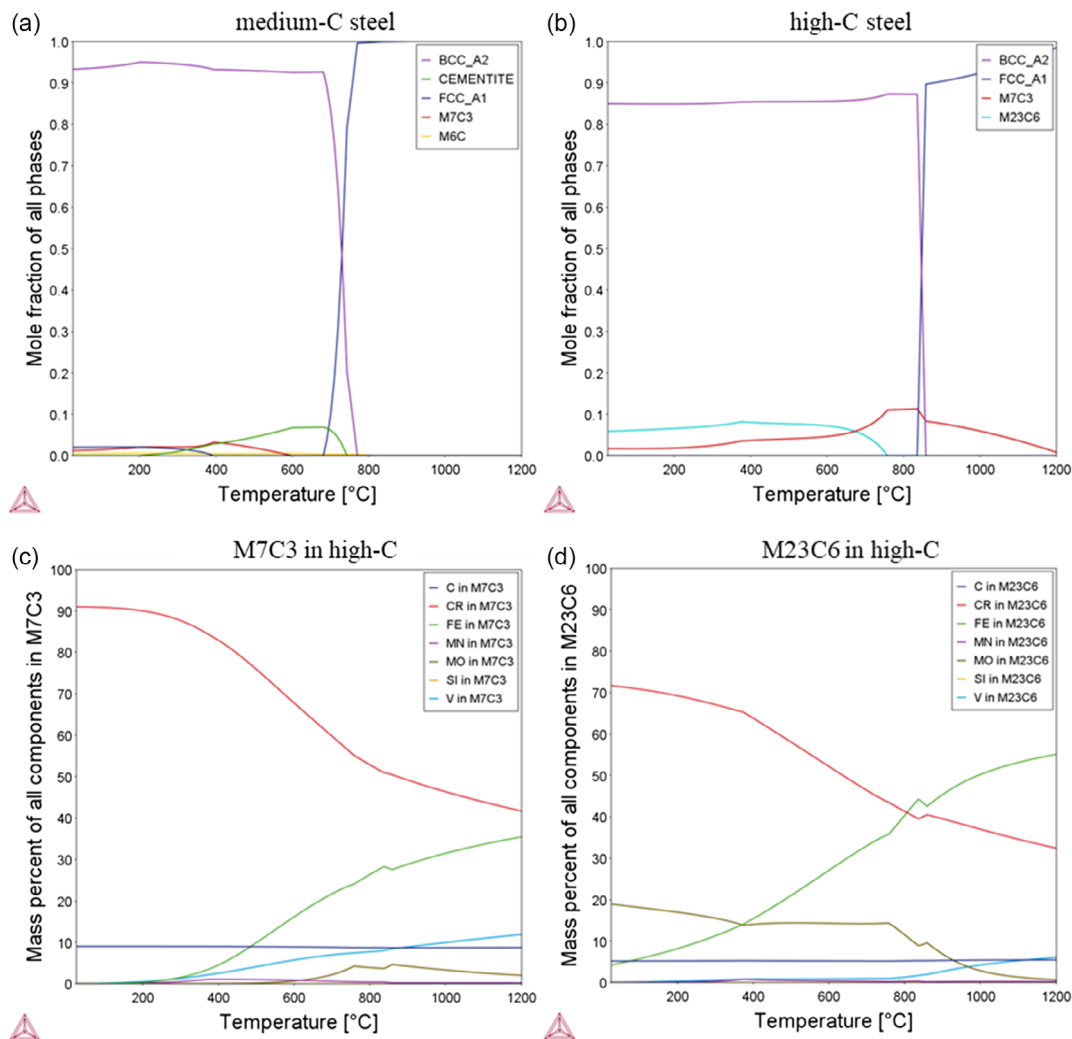 (a)
medium-C steel
Mole fraction of all phases
1.0
0.9
0.8
0.7
0.6
0.5
0.4
0.3
0.2
0.1
0.0
BCC_A2
CEMENTITE
FCC_A1
M7C3
M6C
200
400
600
800
1000
1200
Temperature [°C]
(b)
high-C steel
Mole fraction of all phases
1.0
0.9
0.8
0.7
0.6
0.5
0.4
0.3
0.2
0.1
0.0
BCC_A2
FCC_A1
M7C3
M23C6
200
400
600
800
1000
1200
Temperature [°C]
(c)
M7C3 in high-C
Mass percent of all components in M7C3
100
90
80
70
60
50
40
30
20
10
0
C in M7C3
CR in M7C3
FE in M7C3
MN in M7C3
MO in M7C3
SI in M7C3
V in M7C3
200
400
600
800
1000
1200
Temperature [°C]
(d)
M23C6 in high-C
Mass percent of all components in M23C6
100
90
80
70
60
50
40
30
20
10
0
C in M23C6
CR in M23C6
FE in M23C6
MN in M23C6
MO in M23C6
SI in M23C6
V in M23C6
200
400
600
800
1000
1200
Temperature [°C]